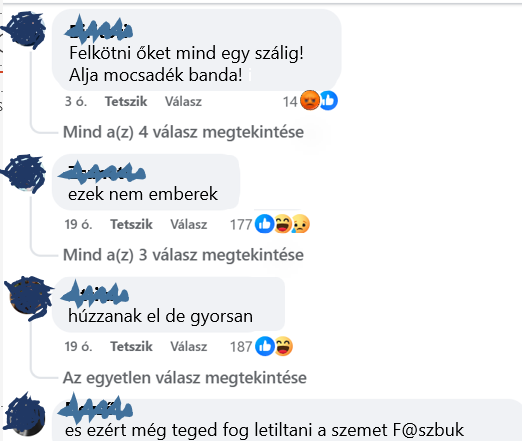 Felkötni őket mind egy szálig!
Alja mocsadék banda!
3 ó. Tetszik Válasz 14
Mind a(z) 4 válasz megtekintése
ezek nem emberek
19 ó. Tetszik Válasz 177
Mind a(z) 3 válasz megtekintése
húzzanak el de gyorsan
19 ó. Tetszik Válasz 187
Az egyetlen válasz megtekintése
es ezért még teged fog letiltani a szemet F@szbuk